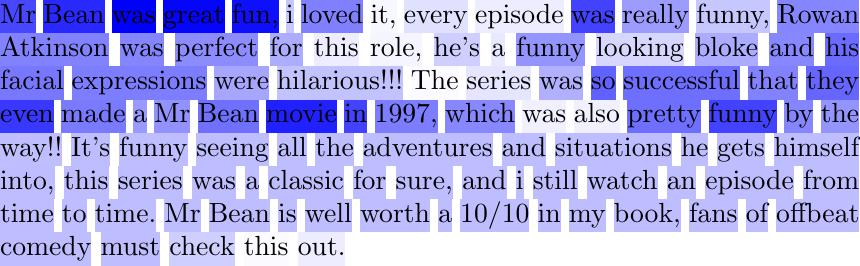 Mr Bean was great fun, i loved it, every episode was really funny, Rowan
Atkinson was perfect for this role, he's a funny looking bloke and his
facial expressions were hilarious!!! The series was so successful that they
even made a Mr Bean movie in 1997, which was also pretty funny by the
way!! It's funny seeing all the adventures and situations he gets himself
into, this series was a classic for sure, and i still watch an episode from
time to time. Mr Bean is well worth a 10/10 in my book, fans of offbeat
comedy must check this out.